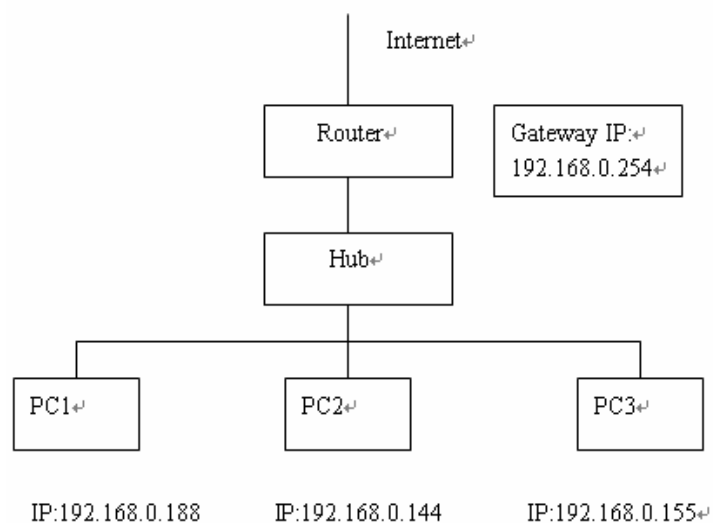 Internet↵
Router↵
Gateway IP:↵
192.168.0.254↵
Hub↵
PC1↵
PC2↵
PC3↵
IP:192.168.0.188
IP:192.168.0.144
IP:192.168.0.155↵